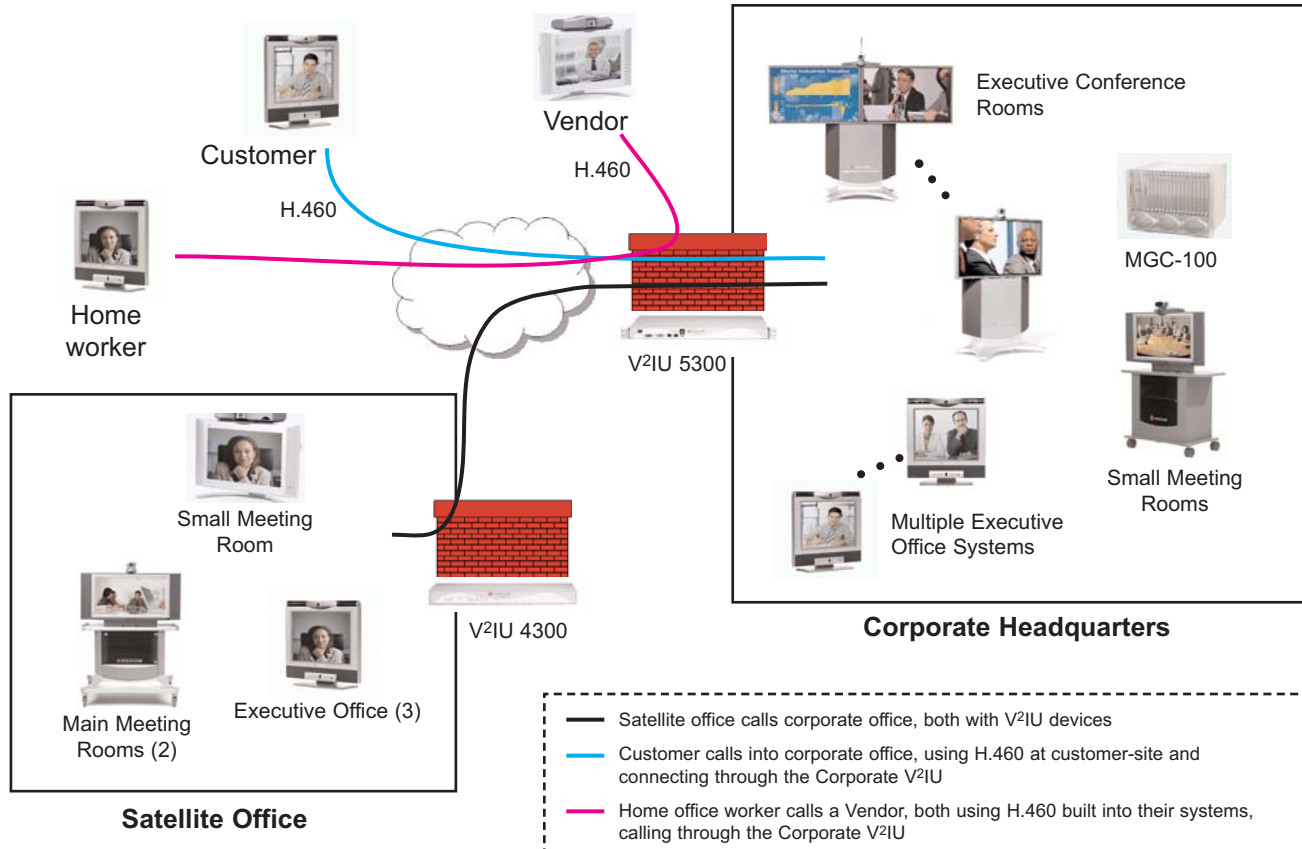 Customer
H.460
Vendor
H.460
Home
worker
V²IU 5300
Executive Conference
Rooms
MGC-100
Small Meeting
Rooms
Multiple Executive
Office Systems
Corporate Headquarters
Small Meeting
Room
V²IU 4300
Main Meeting
Rooms (2)
Executive Office (3)
Satellite Office
Satellite office calls corporate office, both with V²IU devices
Customer calls into corporate office, using H.460 at customer-site and
connecting through the Corporate V²IU
Home office worker calls a Vendor, both using H.460 built into their systems,
calling through the Corporate V²IU